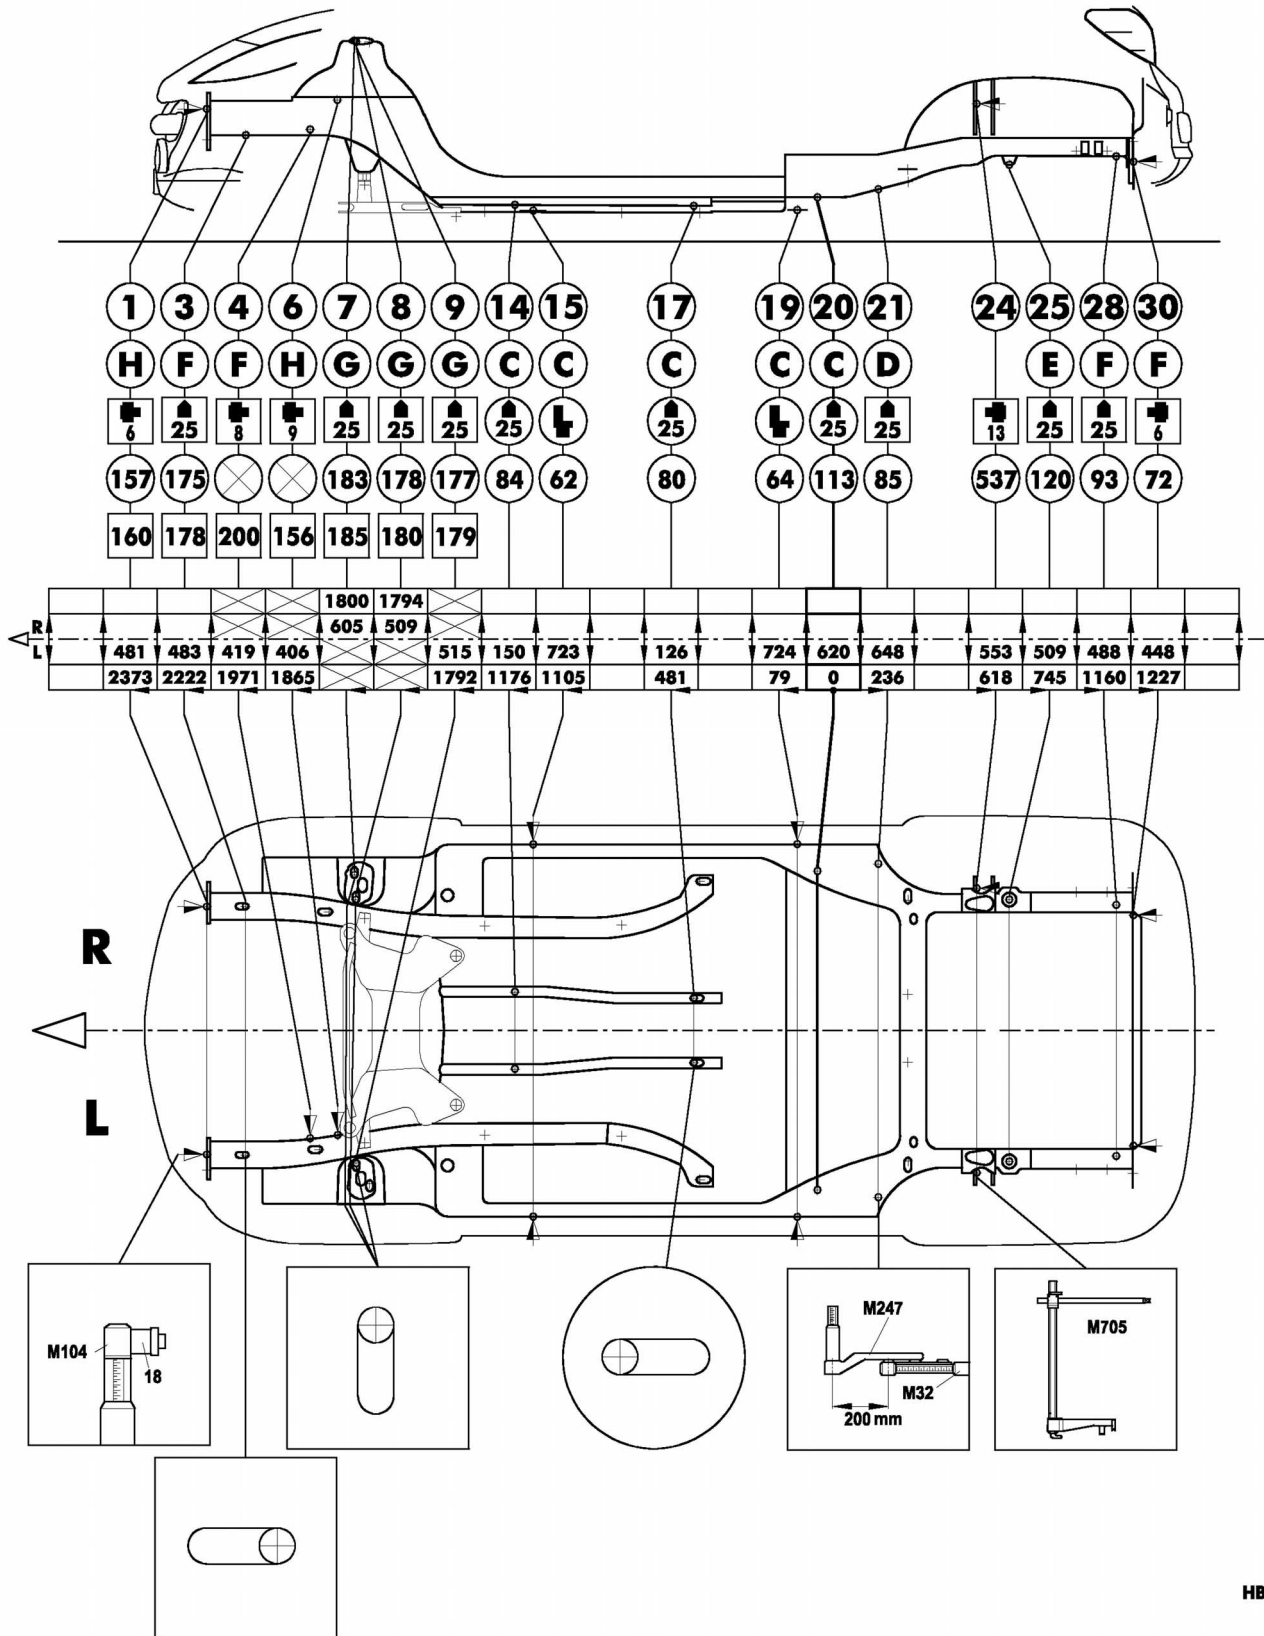 1 3 4 6 7 8 9 14 15 17 19 20 21 24 25 28 30
H F F H G G G C C C C C D E F F
6 25 8 9 25 25 25 25 25 25 25 13 25 25 6
157 175 183 178 177 84 62 80 64 113 85 537 120 93 72
160 178 200 156 185 180 179
1800 1794
R 605 509
L 481 483 419 406 515 150 723 126 724 620 648 553 509 488 448
2373 2222 1971 1865 1792 1176 1105 481 79 0 236 618 745 1160 1227
R
L
M104
18
M247
M32
200 mm
M705
HB